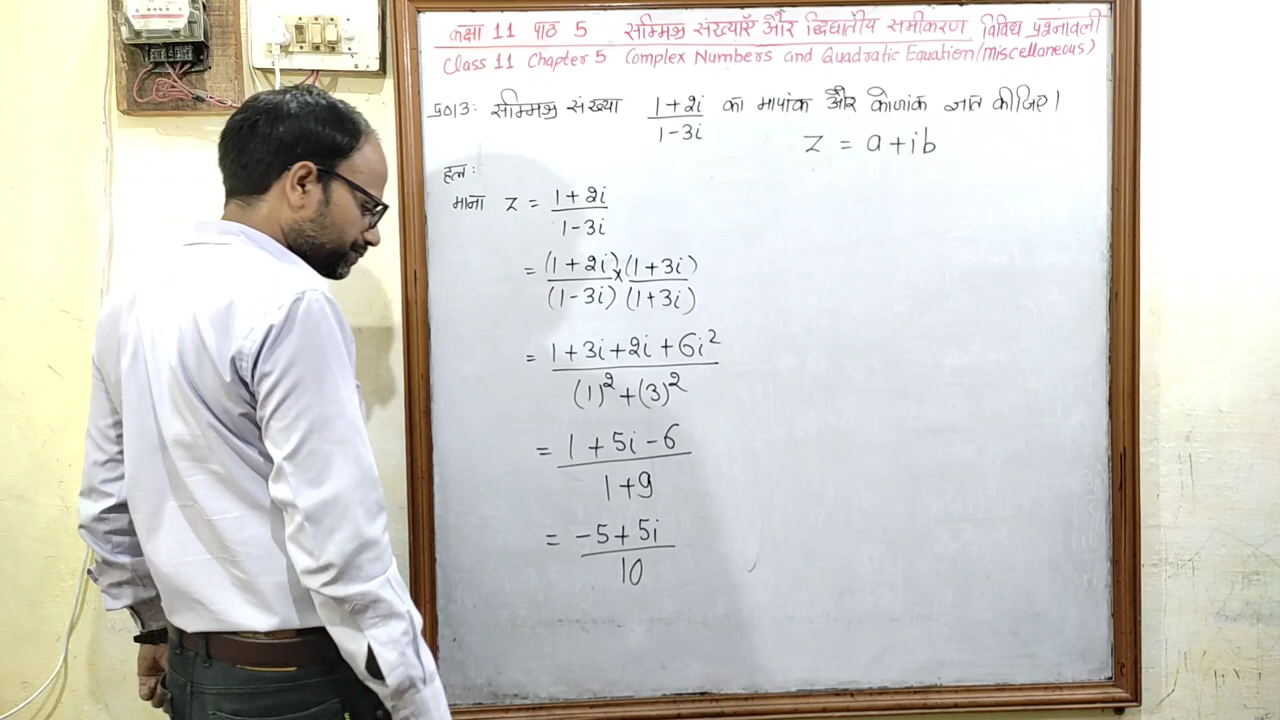 कक्षा 11 पाठ 5 सम्मिश्र संख्याएँ और द्विघातीय समीकरण विविध प्रश्नावली
Class 11 Chapter 5 Complex Numbers and Quadratic Equation (Miscellaneous)
प्र013: सम्मिश्र संख्या (1+2i)/(1-3i) का मापांक और कोणांक ज्ञात कीजिए।
z = a+ib
हल:
माना z = (1+2i)/(1-3i)
= (1+2i)/(1-3i) × (1+3i)/(1+3i)
= (1+3i+2i+6i²)/((1)²+(3)²)
= (1+5i-6)/(1+9)
= (-5+5i)/10